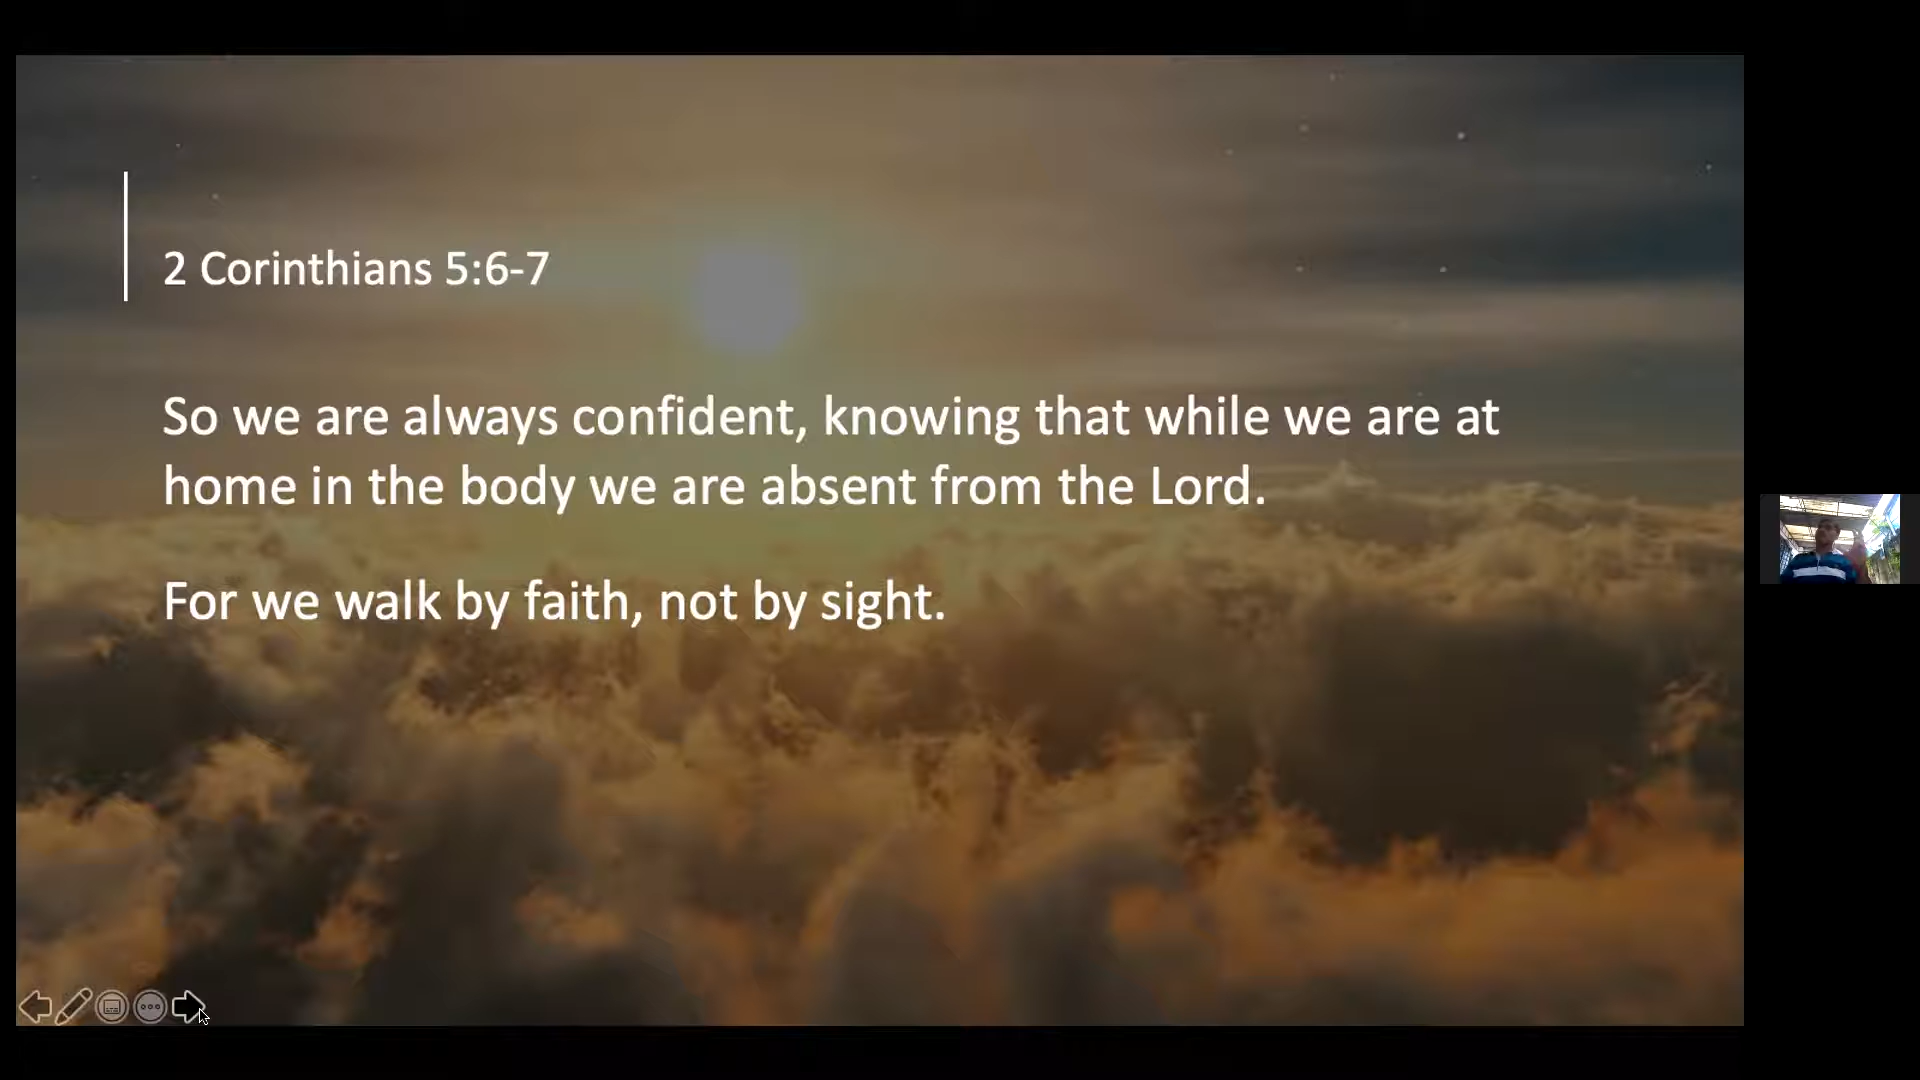 2 Corinthians 5:6-7
So we are always confident, knowing that while we are at
home in the body we are absent from the Lord.
For we walk by faith, not by sight.